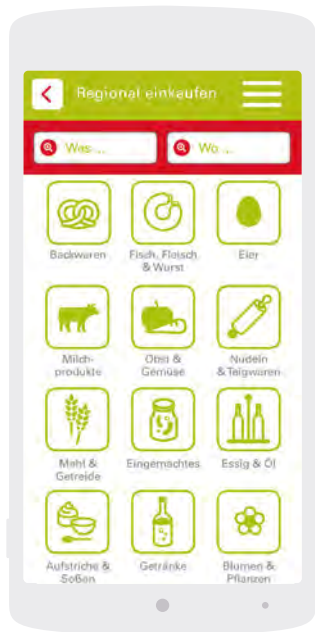 Regional einkaufen
Was ... Wo ...
Backwaren Fisch, Fleisch Eier
& Wurst
Milch- Obst & Nudeln
produkte Gemüse & Teigwaren
Mehl & Eingemachtes Essig & Öl
Getreide
Aufstriche & Getränke Blumen &
Soßen Pflanzen